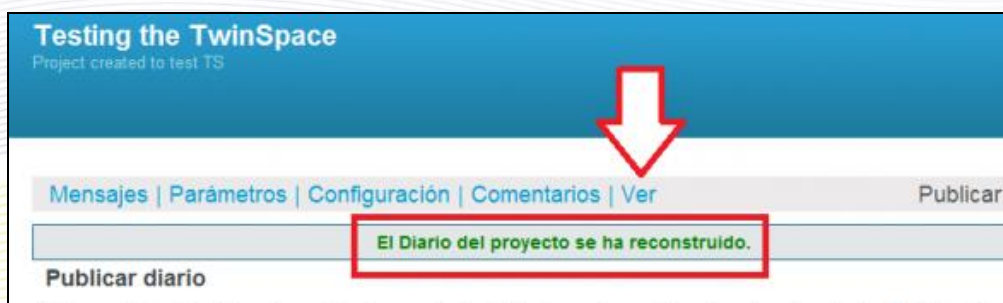 Testing the TwinSpace
Project created to test TS
Mensajes | Parámetros | Configuración | Comentarios | Ver Publicar
El Diario del proyecto se ha reconstruido.
Publicar diario